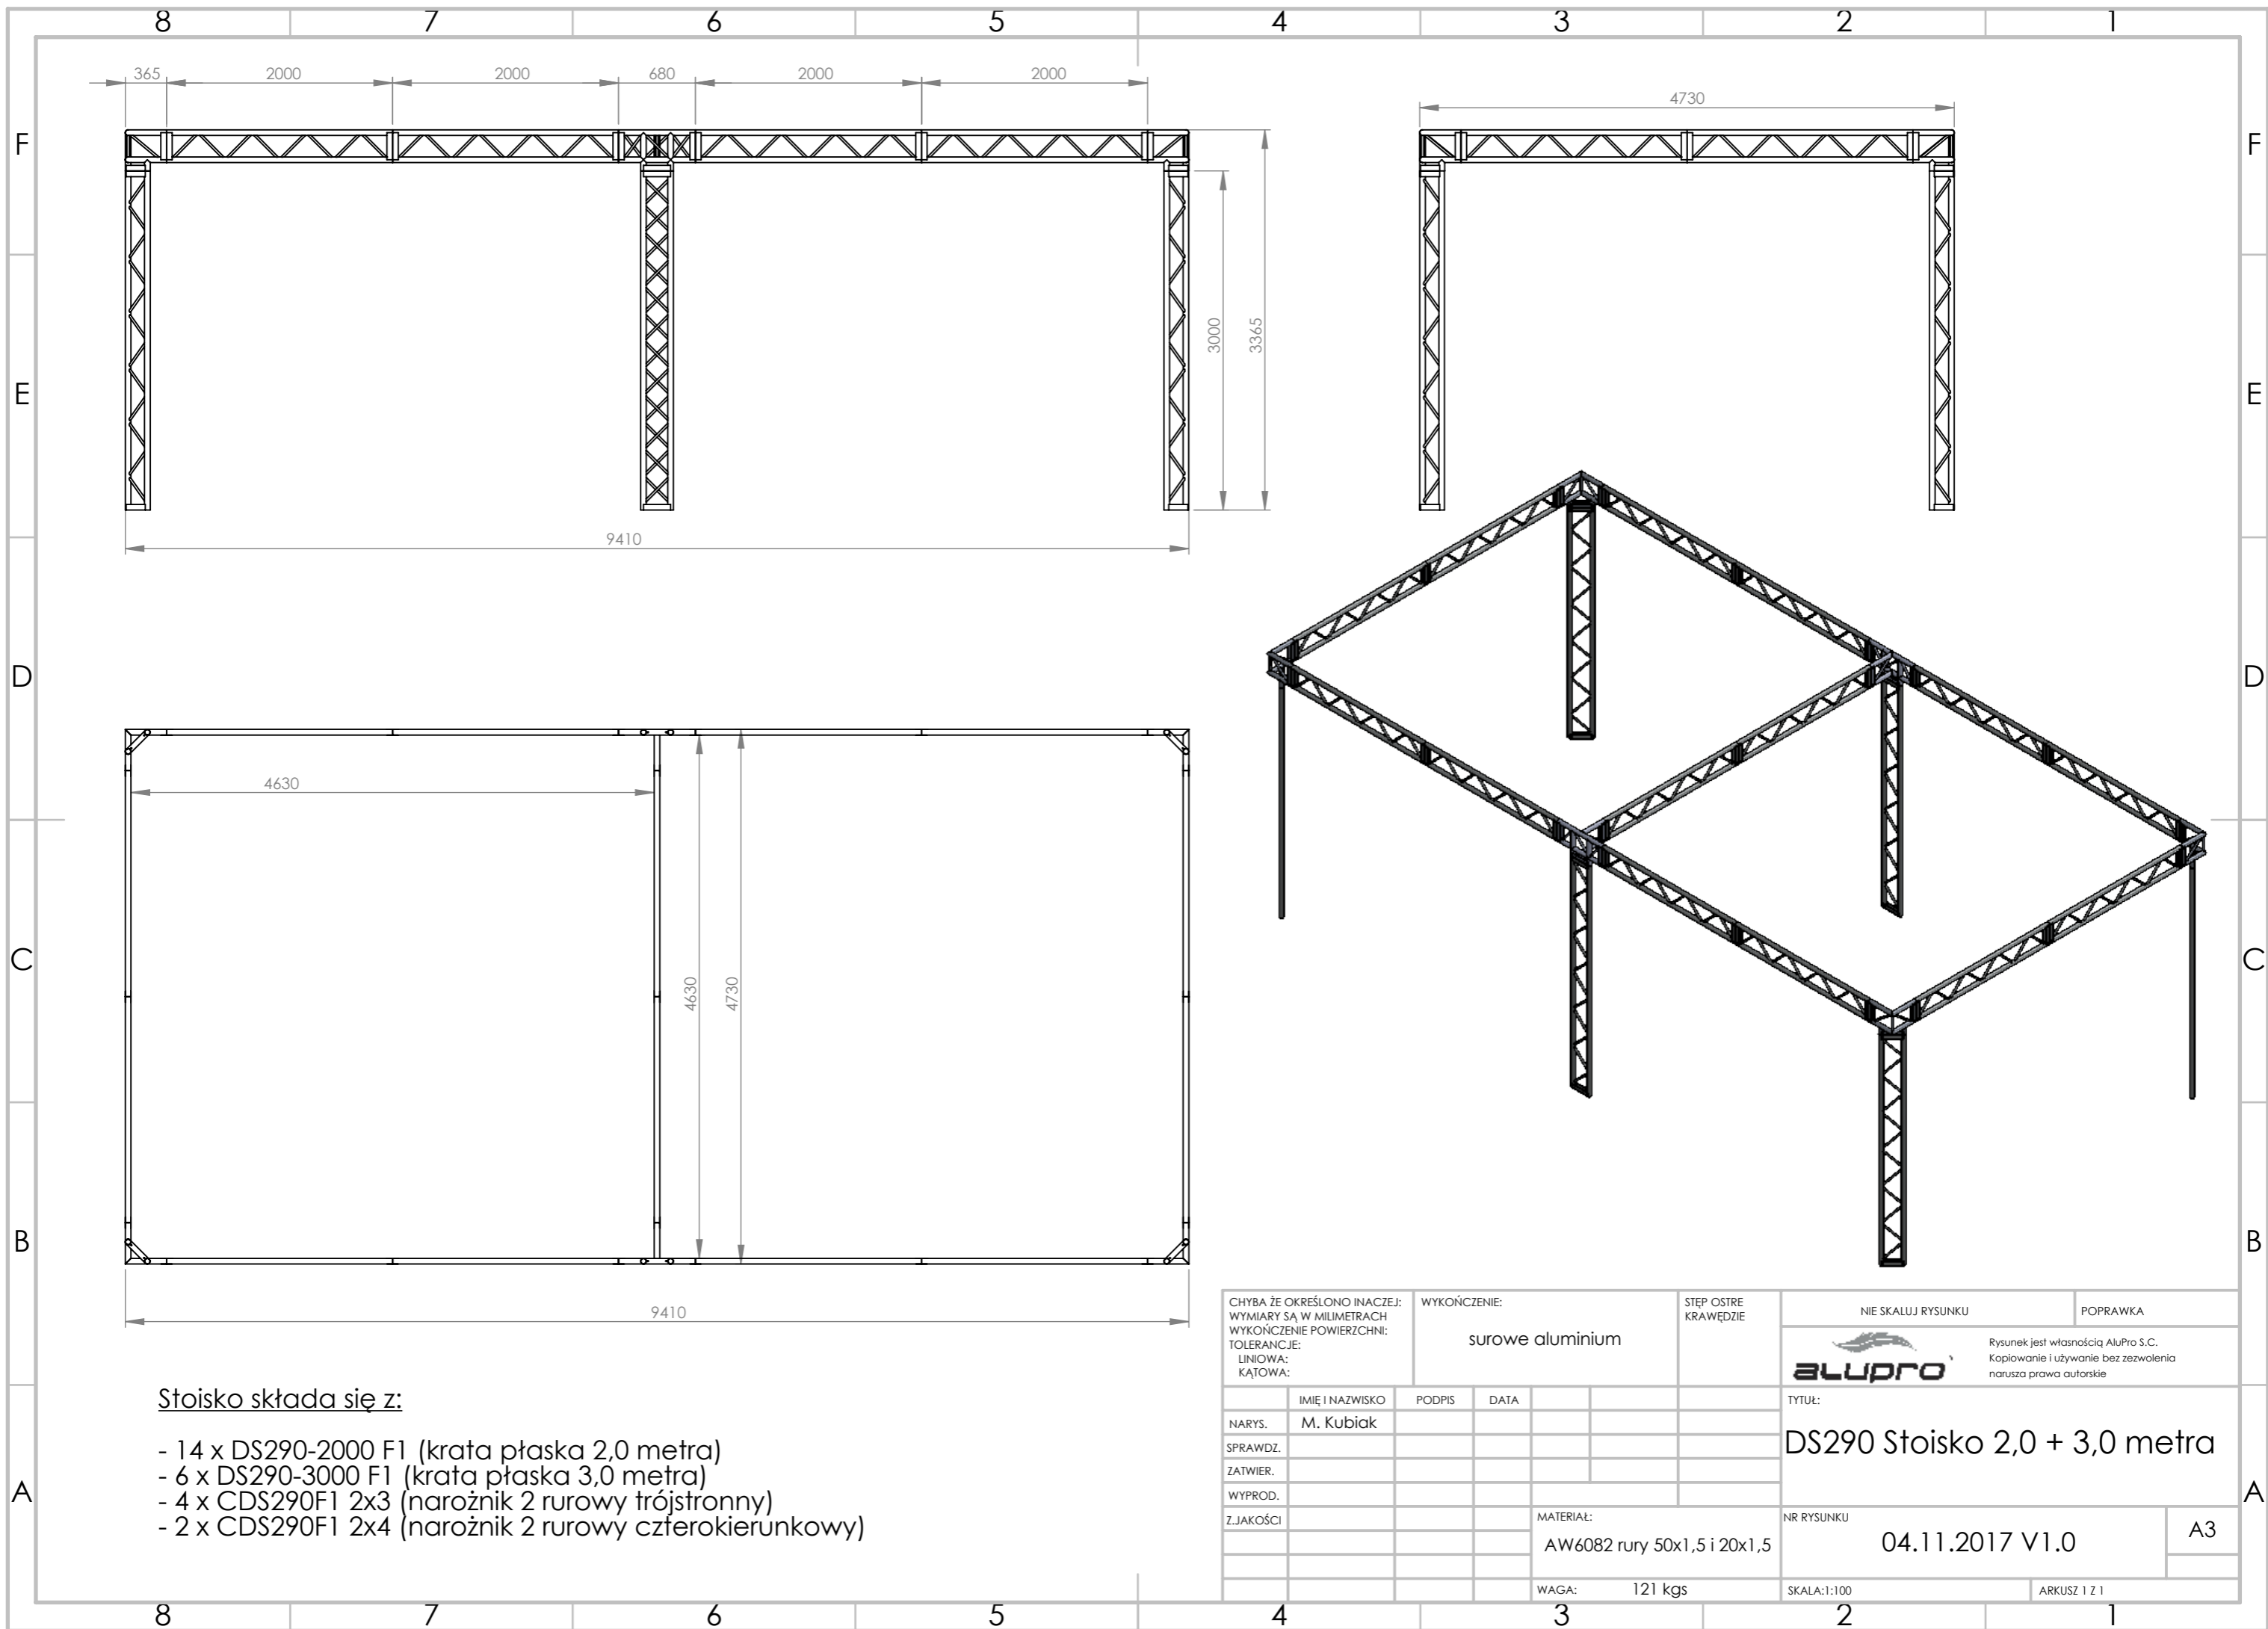 8 7 6 5 4 3 2 1
F
F
E
E
D
D
C
C
B
B
A
A
365 2000 2000 680 2000 2000
3000
3365
9410
4730
4630
4630
4730
9410
Stoisko składa się z:
- 14 x DS290-2000 F1 (krata płaska 2,0 metra)
- 6 x DS290-3000 F1 (krata płaska 3,0 metra)
- 4 x CDS290F1 2x3 (narożnik 2 rurowy trójstronny)
- 2 x CDS290F1 2x4 (narożnik 2 rurowy czterokierunkowy)
CHYBA ŻE OKREŚLONO INACZEJ:
WYMIARY SĄ W MILIMETRACH
WYKOŃCZENIE POWIERZCHNI:
TOLERANCJE:
LINIOWA:
KĄTOWA:
WYKOŃCZENIE:
surowe aluminium
STĘP OSTRE
KRAWĘDZIE
NIE SKALUJ RYSUNKU
POPRAWKA
alupro
Rysunek jest własnością AluPro S.C.
Kopiowanie i używanie bez zezwolenia
narusza prawa autorskie
IMIĘ I NAZWISKO PODPIS DATA
NARYS. M. Kubiak
SPRAWDZ.
ZATWIER.
WYPROD.
Z.JAKOŚCI
TYTUŁ:
DS290 Stoisko 2,0 + 3,0 metra
MATERIAŁ:
AW6082 rury 50x1,5 i 20x1,5
NR RYSUNKU
04.11.2017 V1.0
A3
WAGA: 121 kgs
SKALA:1:100
ARKUSZ 1 Z 1
8 7 6 5 4 3 2 1